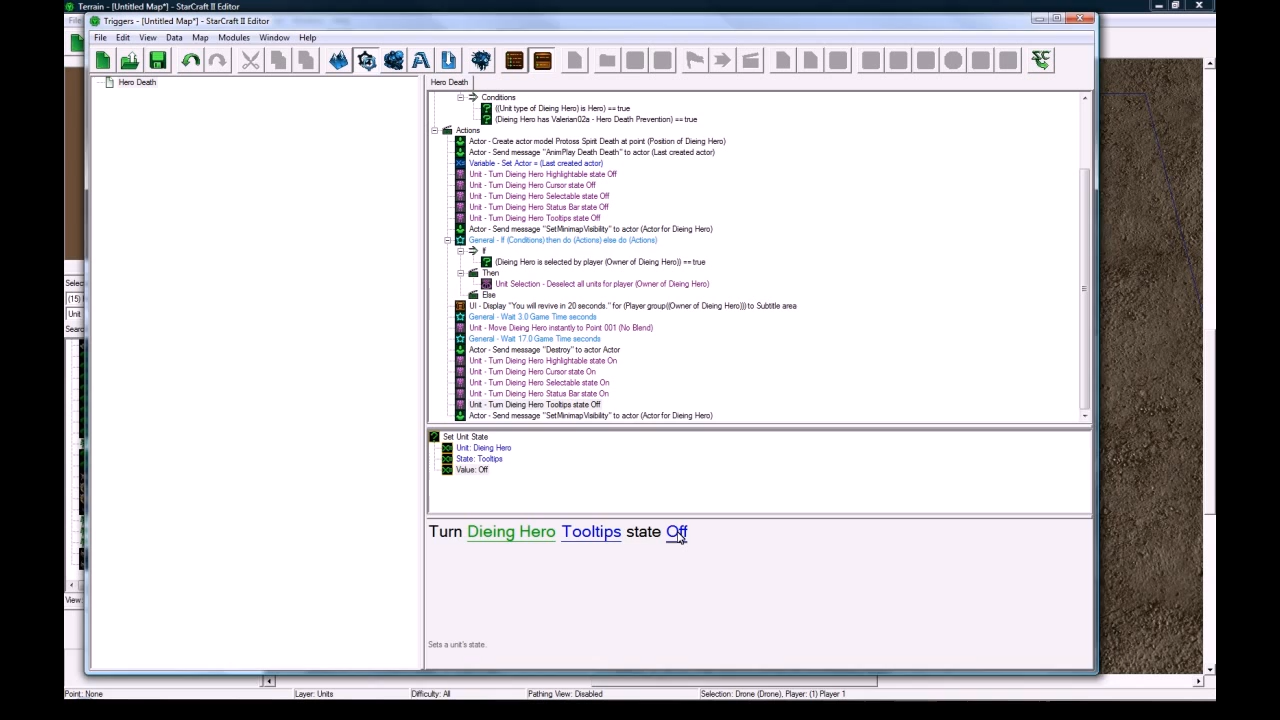 Terrain - [Untitled Map*] - StarCraft II Editor
Triggers - [Untitled Map*] - StarCraft II Editor
File Edit View Data Map Modules Window Help
Hero Death
Hero Death
Conditions
((Unit type of Dieing Hero) is Hero) == true
(Dieing Hero has Valerian02a - Hero Death Prevention) == true
Actions
Actor - Create actor model Protoss Spirit Death at point (Position of Dieing Hero)
Actor - Send message "AnimPlay Death Death" to actor (Last created actor)
Variable - Set Actor = (Last created actor)
Unit - Turn Dieing Hero Highlightable state Off
Unit - Turn Dieing Hero Cursor state Off
Unit - Turn Dieing Hero Selectable state Off
Unit - Turn Dieing Hero Status Bar state Off
Unit - Turn Dieing Hero Tooltips state Off
Actor - Send message "SetMinimapVisibility" to actor (Actor for Dieing Hero)
General - If (Conditions) then do (Actions) else do (Actions)
If
(Dieing Hero is selected by player (Owner of Dieing Hero)) == true
Then
Unit Selection - Deselect all units for player (Owner of Dieing Hero)
Else
UI - Display "You will revive in 20 seconds." for (Player group((Owner of Dieing Hero))) to Subtitle area
General - Wait 3.0 Game Time seconds
Unit - Move Dieing Hero instantly to Point 001 (No Blend)
General - Wait 17.0 Game Time seconds
Actor - Send message "Destroy" to actor Actor
Unit - Turn Dieing Hero Highlightable state On
Unit - Turn Dieing Hero Cursor state On
Unit - Turn Dieing Hero Selectable state On
Unit - Turn Dieing Hero Status Bar state On
Unit - Turn Dieing Hero Tooltips state Off
Actor - Send message "SetMinimapVisibility" to actor (Actor for Dieing Hero)
Set Unit State
Unit: Dieing Hero
State: Tooltips
Value: Off
Turn Dieing Hero Tooltips state Off
Sets a unit's state.
Selec
(15)
Unit
Searc
View:
Point: None Layer: Units Difficulty: All Pathing View: Disabled Selection: Drone (Drone), Player: (1) Player 1